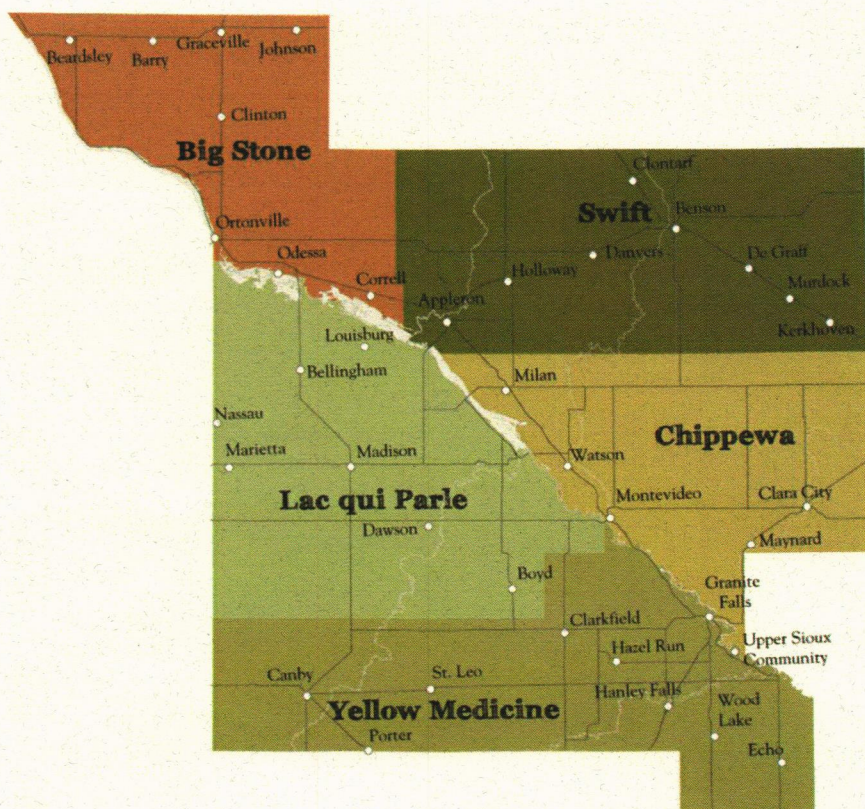 Beardsley
Barry
Graceville
Johnson
Clinton
Big Stone
Clontarf
Swift
Benson
Ortonville
Odessa
Danvers
De Graff
Holloway
Correll
Murdock
Appleton
Kerkhoven
Louisburg
Bellingham
Milan
Nassau
Chippewa
Marietta
Madison
Watson
Lac qui Parle
Montevideo
Clara City
Dawson
Maynard
Boyd
Granite
Falls
Clarkfield
Hazel Run
Upper Sioux
Community
Canby
St. Leo
Hanley Falls
Wood
Lake
Yellow Medicine
Porter
Echo